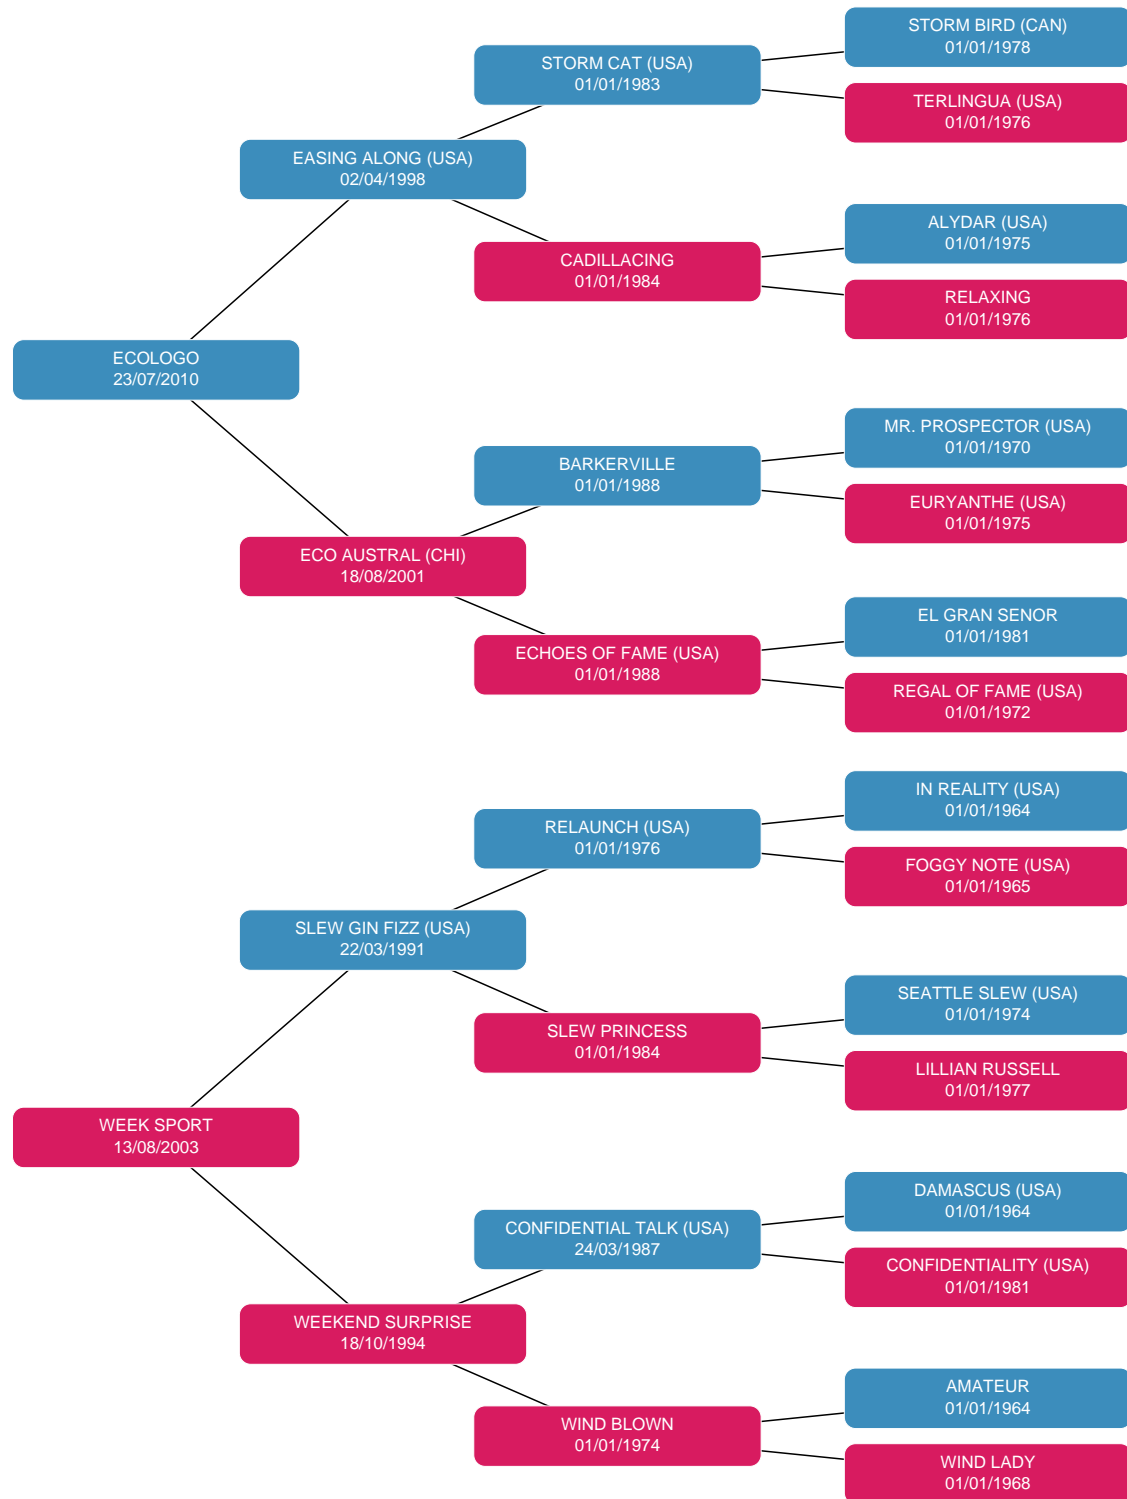 STORM BIRD (CAN)
01/01/1978
STORM CAT (USA)
01/01/1983
TERLINGUA (USA)
01/01/1976
EASING ALONG (USA)
02/04/1998
ALYDAR (USA)
01/01/1975
CADILLACING
01/01/1984
RELAXING
01/01/1976
ECOLOGO
23/07/2010
MR. PROSPECTOR (USA)
01/01/1970
BARKERVILLE
01/01/1988
EURYANTHE (USA)
01/01/1975
ECO AUSTRAL (CHI)
18/08/2001
EL GRAN SENOR
01/01/1981
ECHOES OF FAME (USA)
01/01/1988
REGAL OF FAME (USA)
01/01/1972
IN REALITY (USA)
01/01/1964
RELAUNCH (USA)
01/01/1976
FOGGY NOTE (USA)
01/01/1965
SLEW GIN FIZZ (USA)
22/03/1991
SEATTLE SLEW (USA)
01/01/1974
SLEW PRINCESS
01/01/1984
LILLIAN RUSSELL
01/01/1977
WEEK SPORT
13/08/2003
DAMASCUS (USA)
01/01/1964
CONFIDENTIAL TALK (USA)
24/03/1987
CONFIDENTIALITY (USA)
01/01/1981
WEEKEND SURPRISE
18/10/1994
AMATEUR
01/01/1964
WIND BLOWN
01/01/1974
WIND LADY
01/01/1968